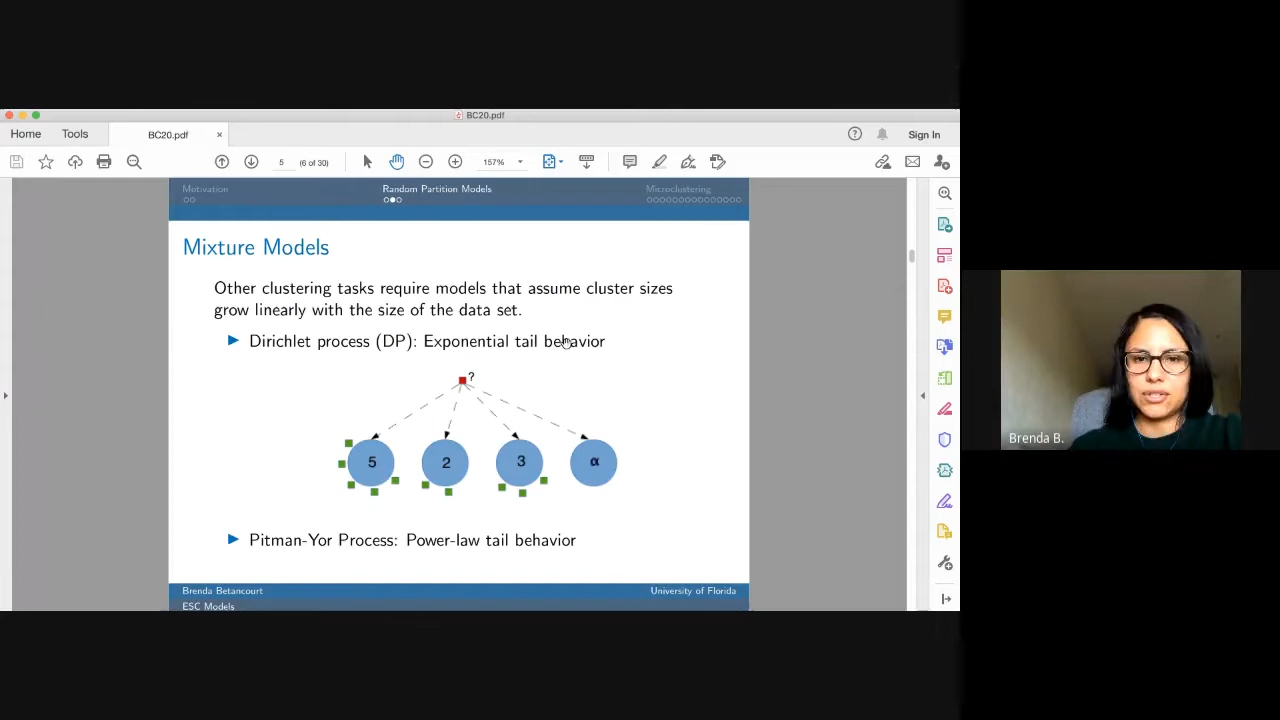 BC20.pdf
Home Tools BC20.pdf × Sign In
5 (6 of 30) 157%
Motivation Random Partition Models Microclustering
Mixture Models
Other clustering tasks require models that assume cluster sizes
grow linearly with the size of the data set.
Dirichlet process (DP): Exponential tail behavior
?
5 2 3 α
Pitman-Yor Process: Power-law tail behavior
Brenda Betancourt University of Florida
ESC Models
Brenda B.